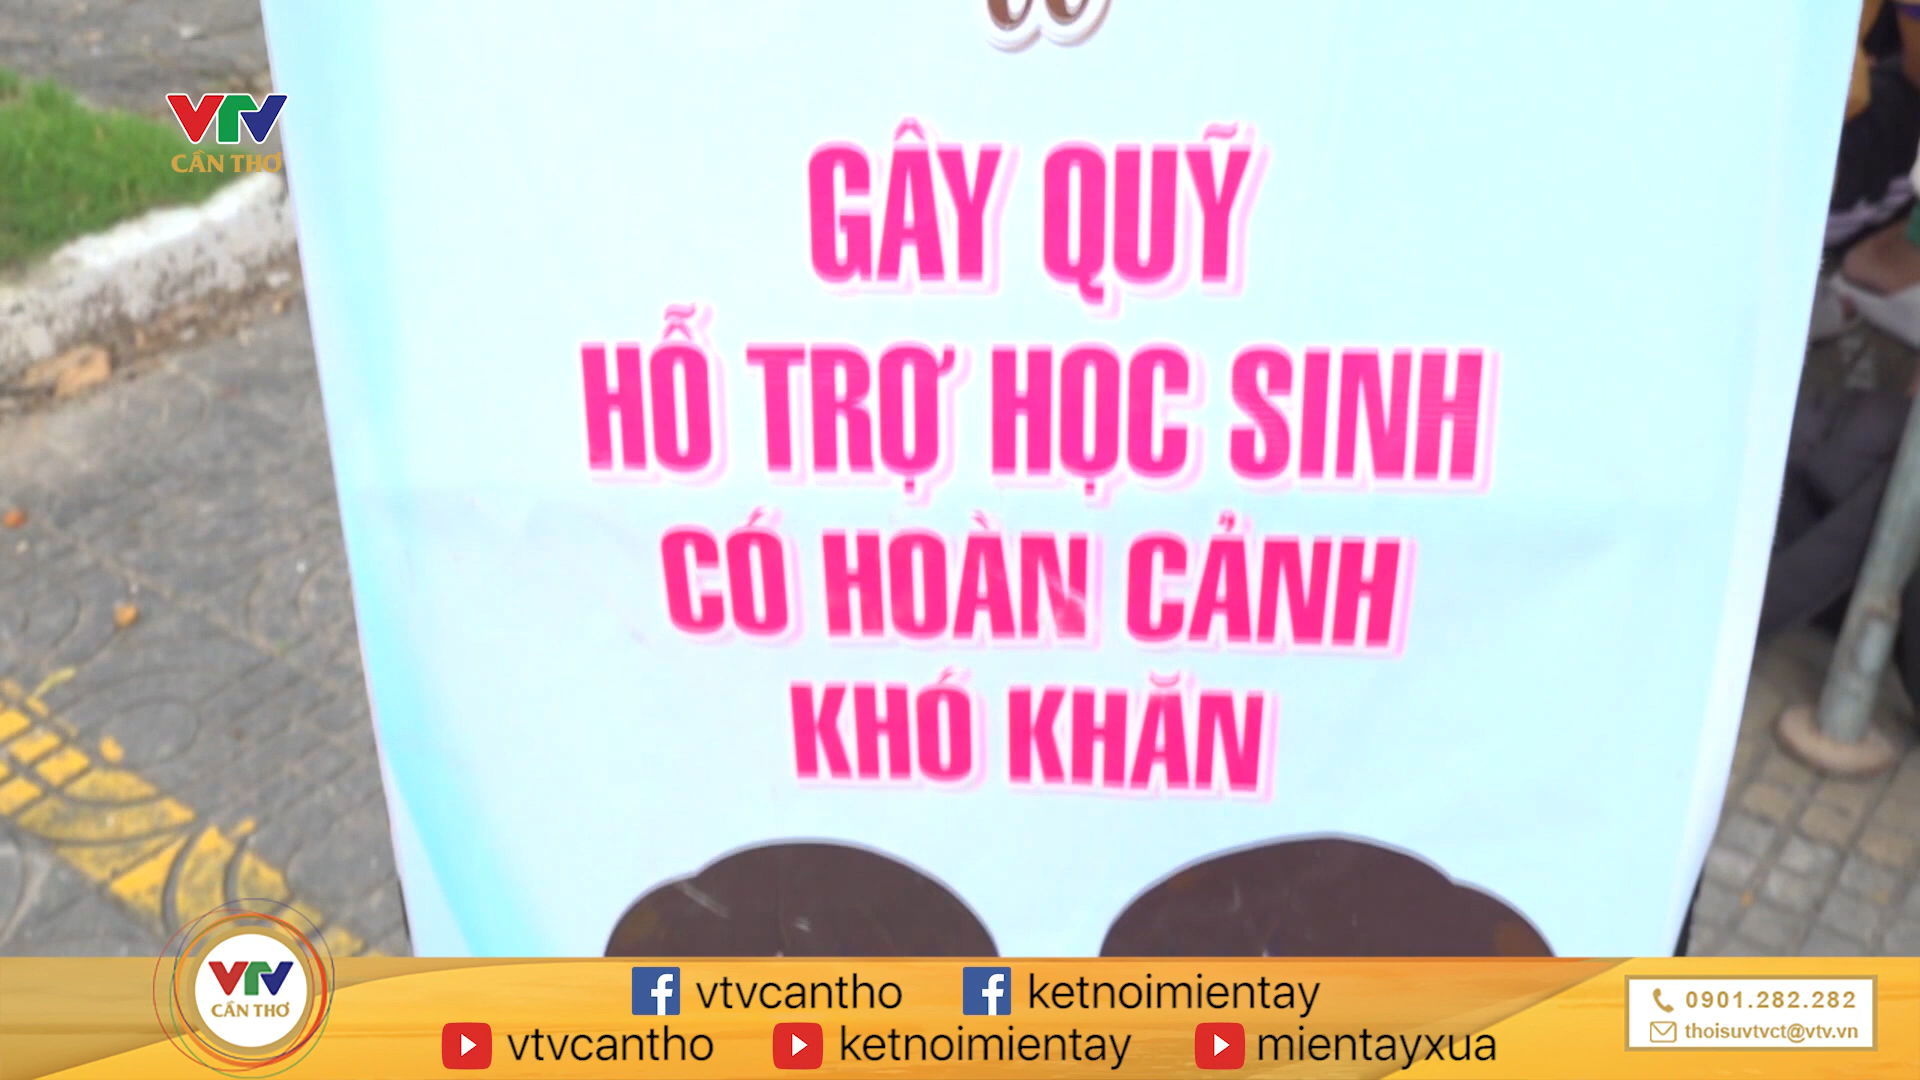 VTV
CẦN THƠ
GÂY QUỸ
HỖ TRỢ HỌC SINH
CÓ HOÀN CẢNH
KHÓ KHĂN
VTV
CẦN THƠ
vtvcantho ketnoimientay
vtvcantho ketnoimientay mientayxua
0901.282.282
thoisuvtvct@vtv.vn